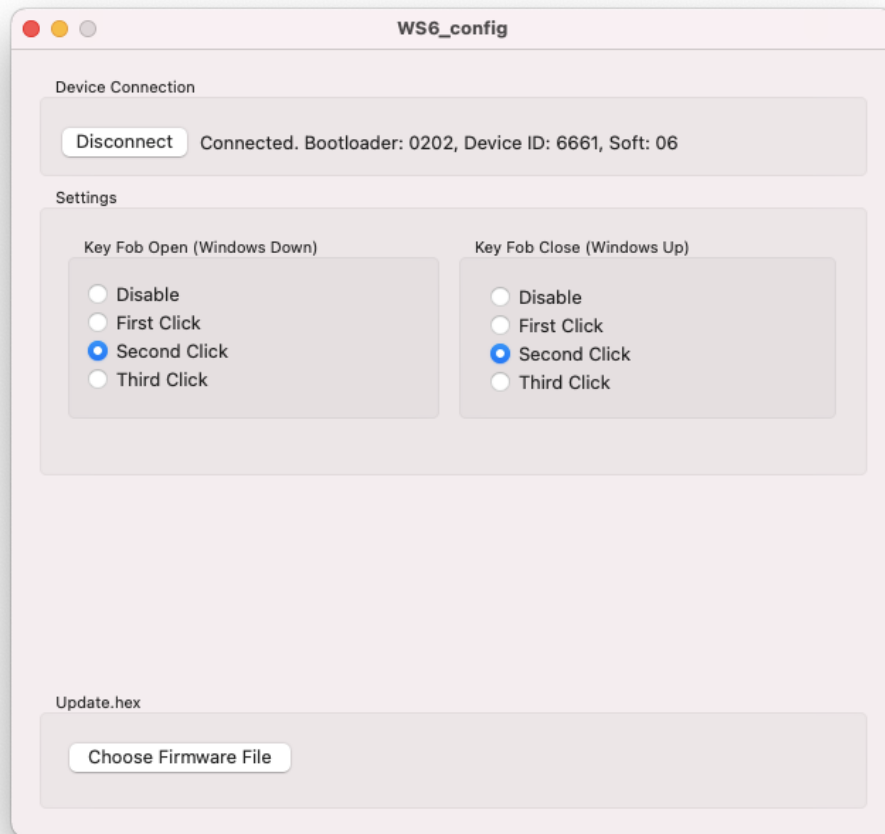 WS6_config
Device Connection
Disconnect Connected. Bootloader: 0202, Device ID: 6661, Soft: 06
Settings
Key Fob Open (Windows Down)
Disable
First Click
Second Click
Third Click
Key Fob Close (Windows Up)
Disable
First Click
Second Click
Third Click
Update.hex
Choose Firmware File